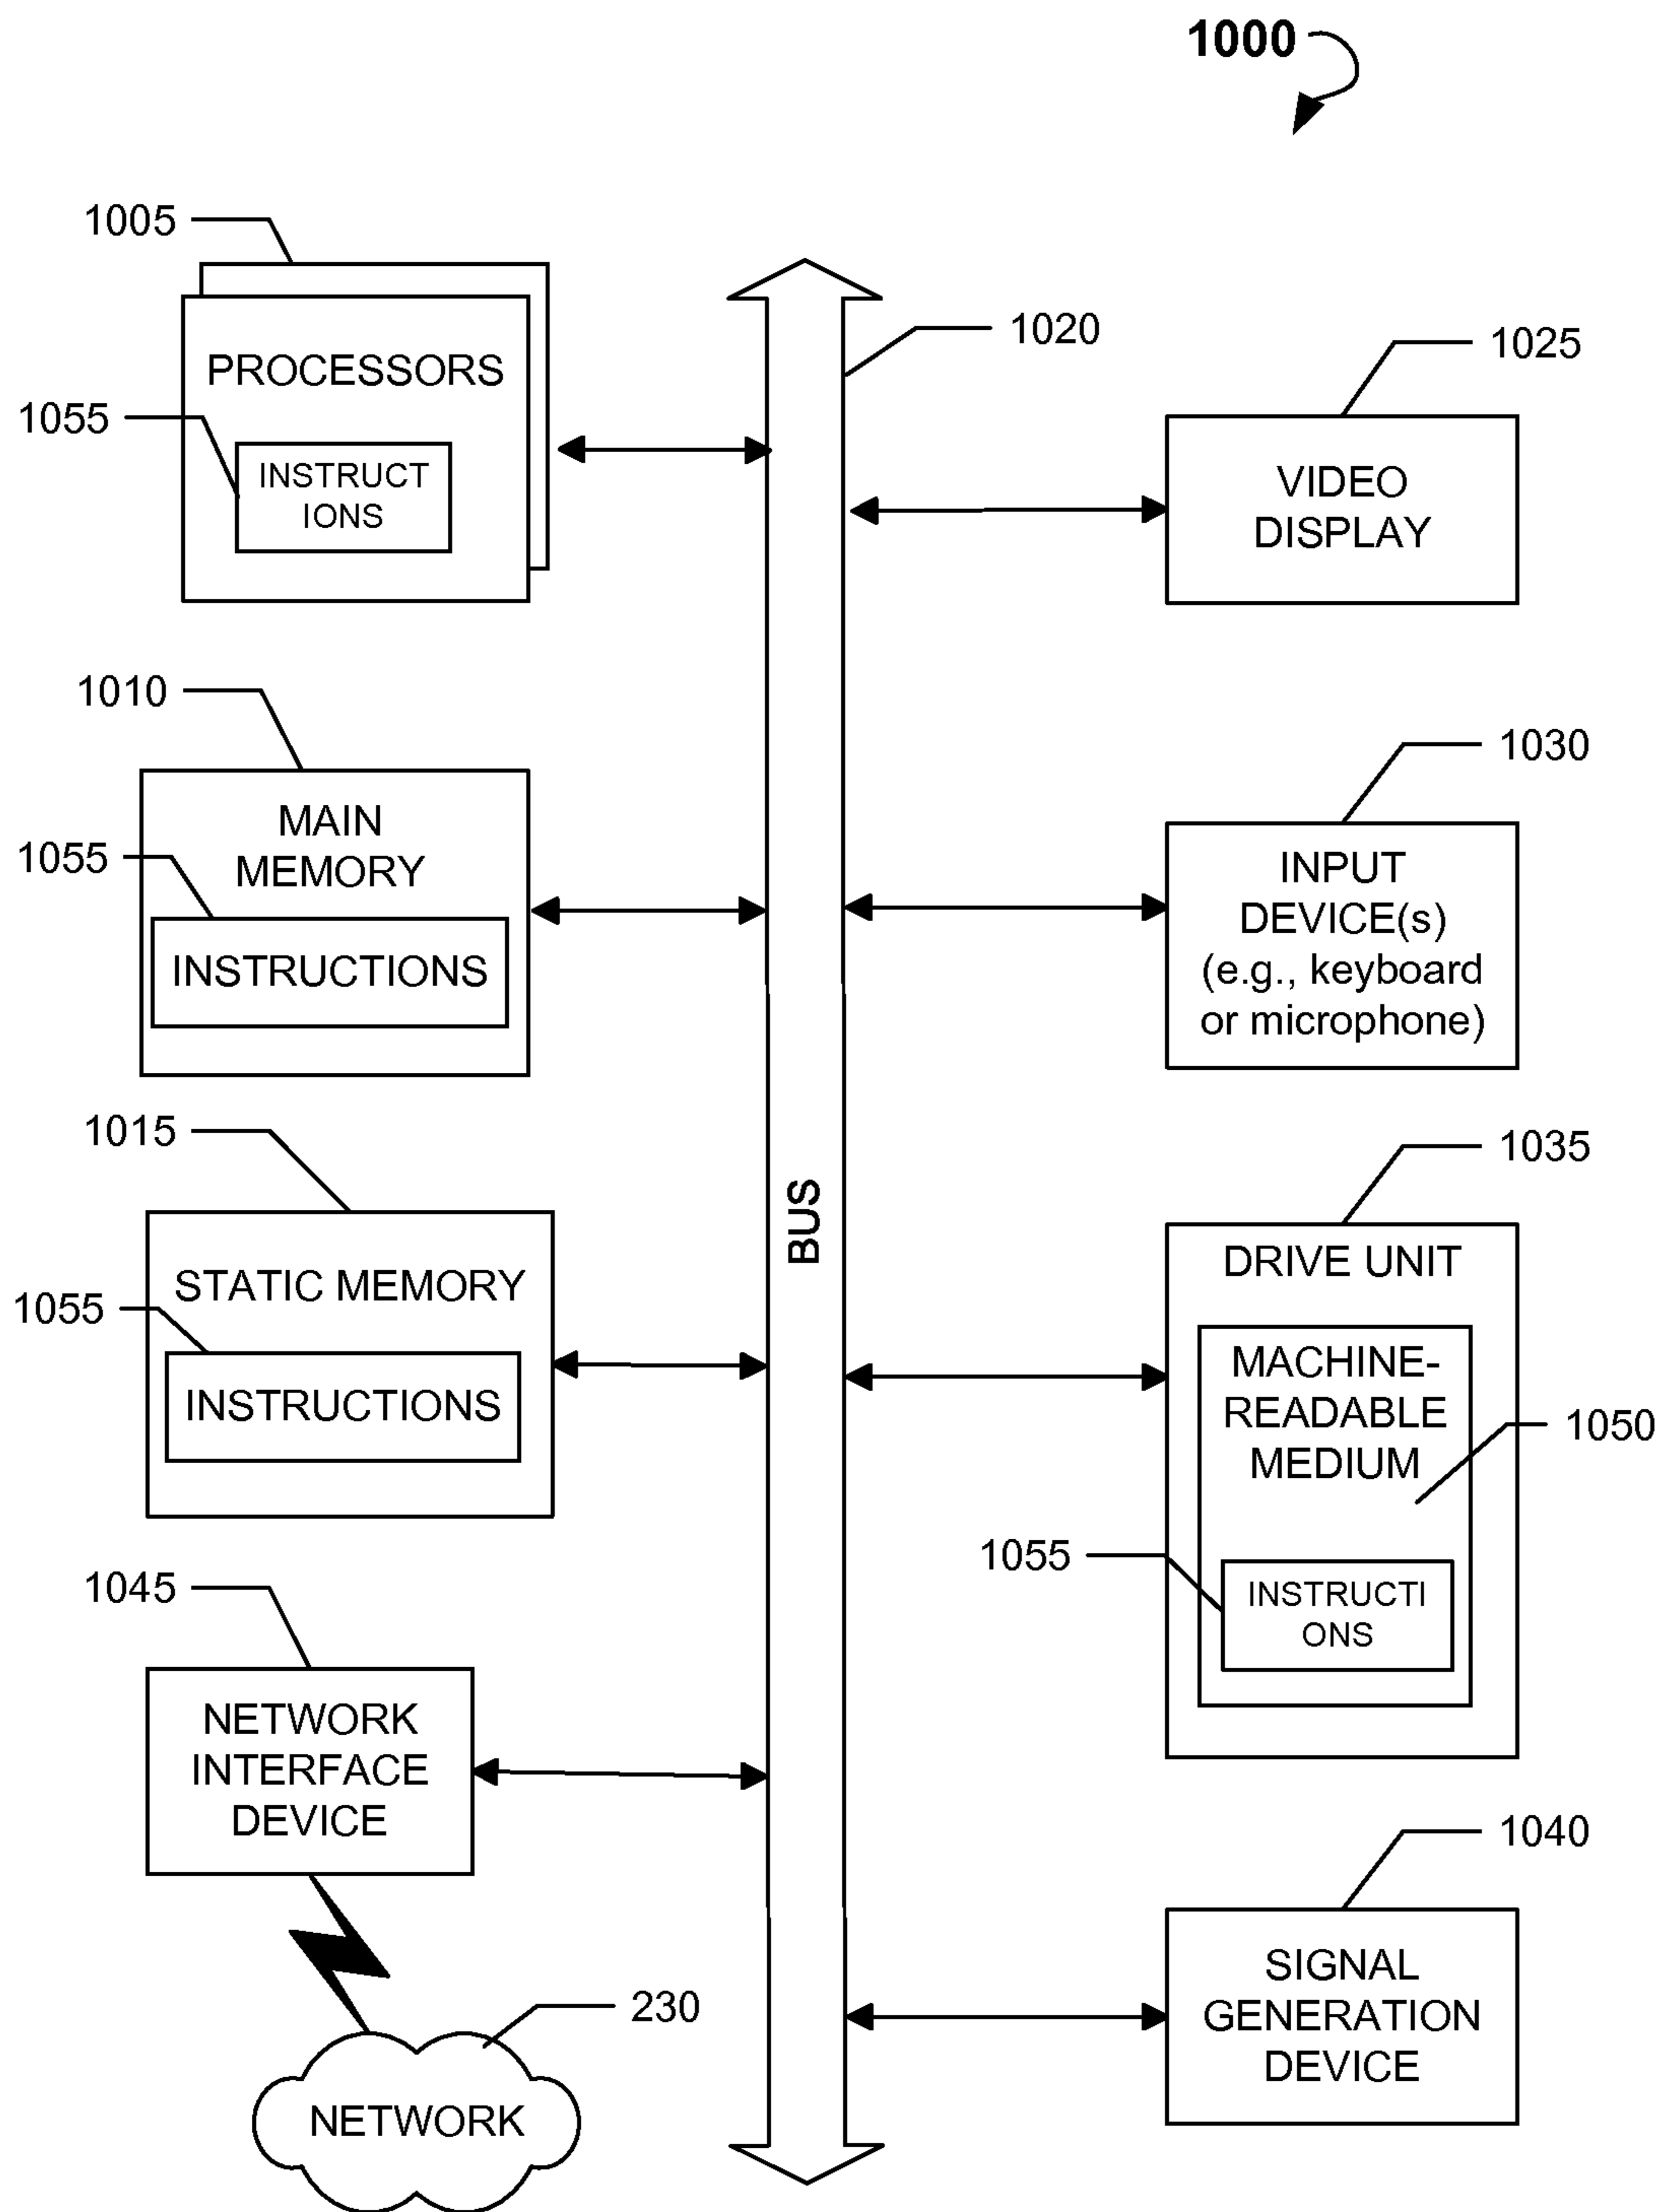 1000
1005
PROCESSORS
1055
INSTRUCT
IONS
1010
MAIN
MEMORY
1055
INSTRUCTIONS
1015
STATIC MEMORY
1055
INSTRUCTIONS
1045
NETWORK
INTERFACE
DEVICE
230
NETWORK
1020
BUS
1025
VIDEO
DISPLAY
1030
INPUT
DEVICE(s)
(e.g., keyboard
or microphone)
1035
DRIVE UNIT
MACHINE-
READABLE
MEDIUM
1050
1055
INSTRUCTI
ONS
1040
SIGNAL
GENERATION
DEVICE